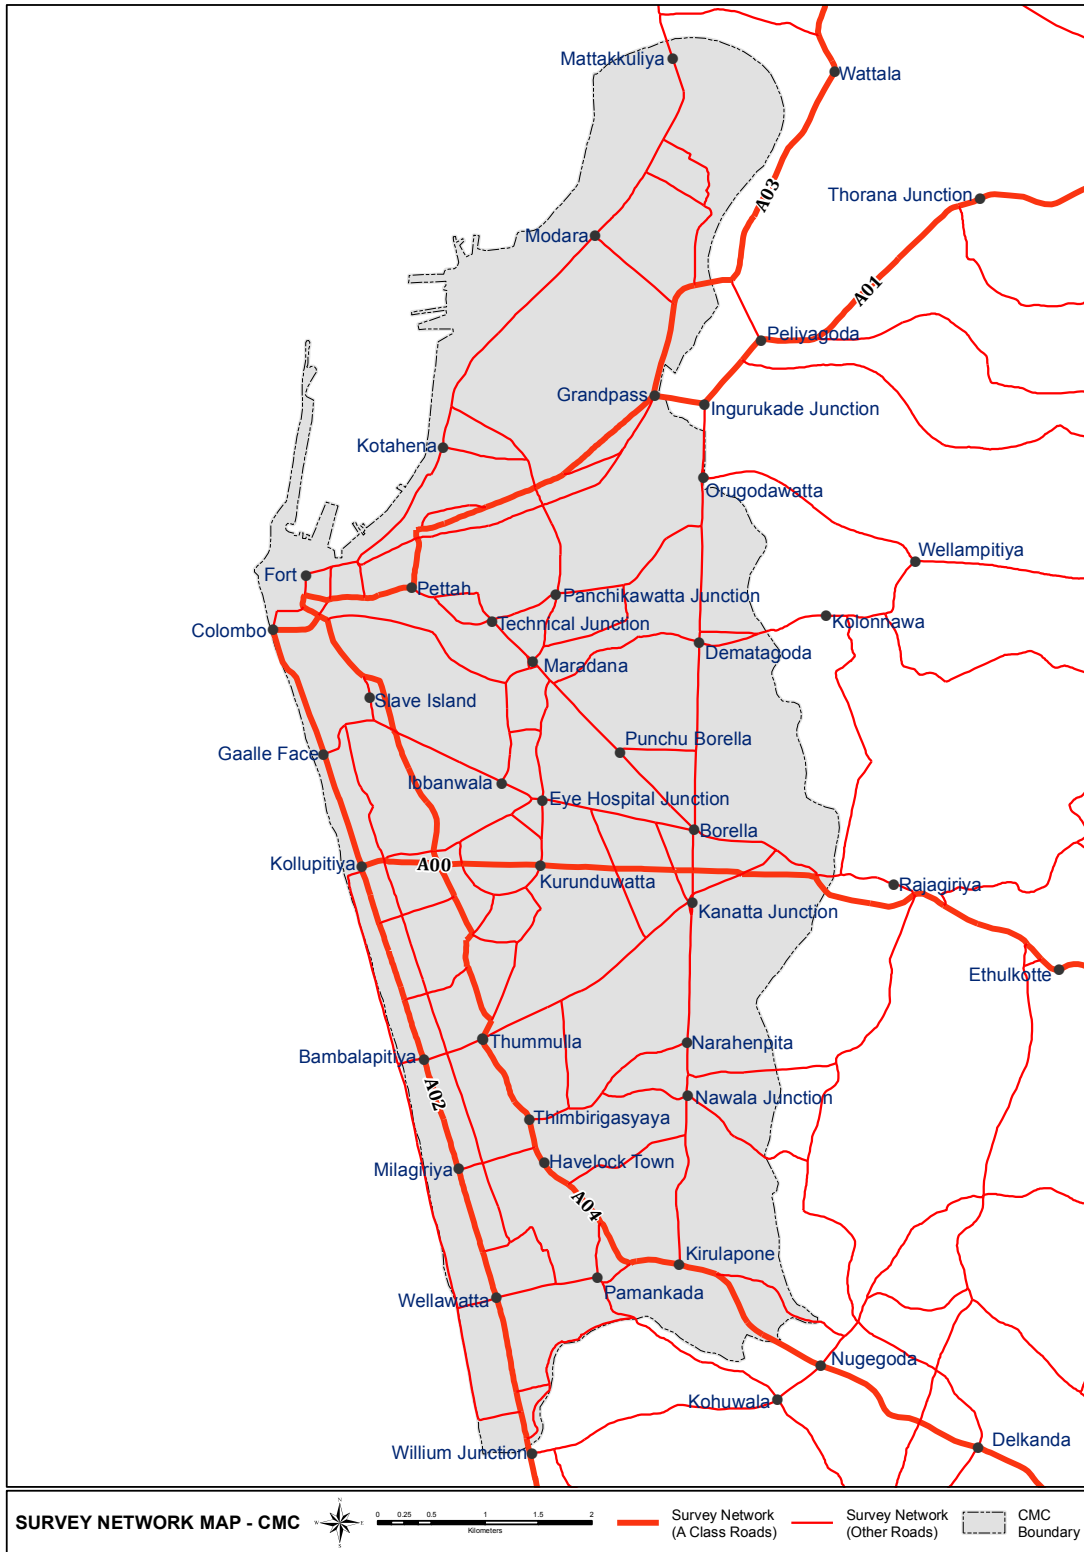 Mattakkuliya
Wattala
A03
Thorana Junction
Modara
A01
Peliyagoda
Grandpass
Ingurukade Junction
Kotahena
Orugodawatta
Wellampitiya
Fort
Pettah
Panchikawatta Junction
Kolonnawa
Technical Junction
Colombo
Dematagoda
Maradana
Slave Island
Punchu Borella
Gaalle Face
Ibbanwala
Eye Hospital Junction
Borella
Kollupitiya
A00
Kurunduwatta
Rajagiriya
Kanatta Junction
Ethulkotte
Thummulla
Narahenpita
Bambalapitiya
A02
Nawala Junction
Thimbirigasyaya
Milagiriya
Havelock Town
A04
Kirulapone
Wellawatta
Pamankada
Nugegoda
Kohuwala
Willium Junction
Delkanda
SURVEY NETWORK MAP - CMC
N
W
E
S
0 0.25 0.5 1 1.5 2
Kilometers
Survey Network
(A Class Roads)
Survey Network
(Other Roads)
CMC
Boundary